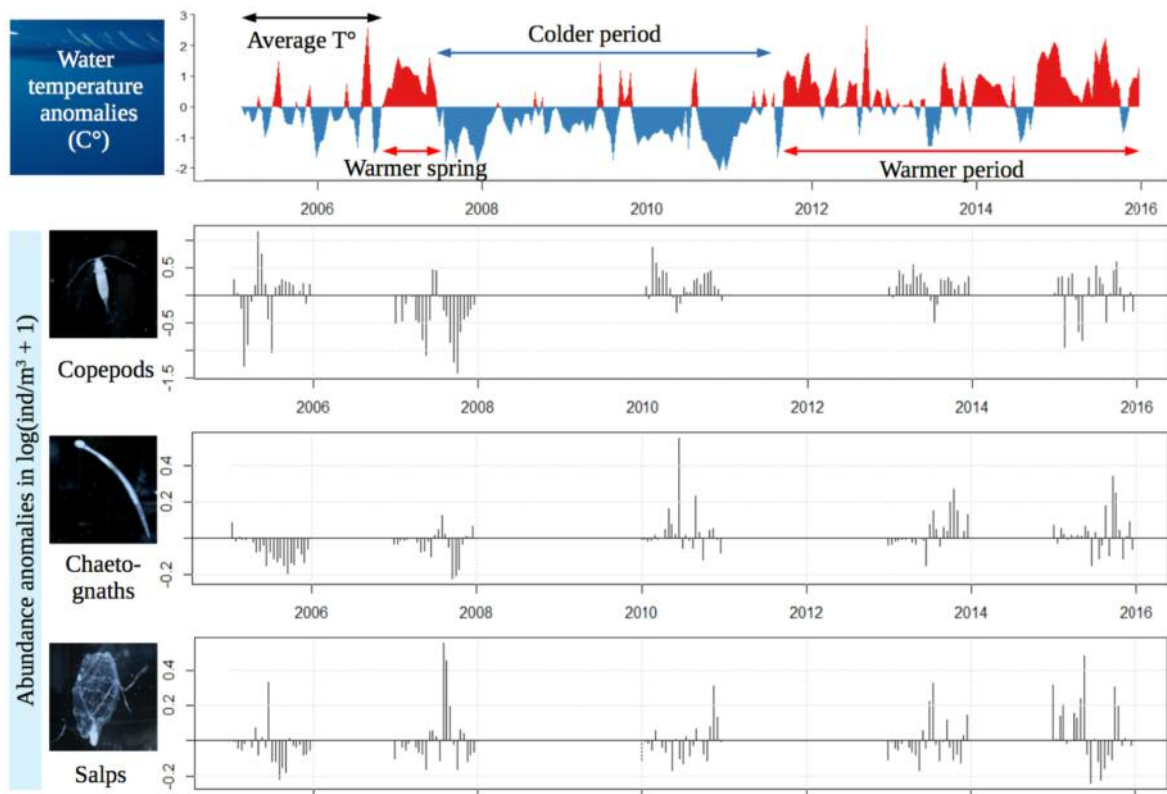 Water
temperature
anomalies
(C°)
3
2
1
0
-1
-2
Average T°
Colder period
Warmer spring
Warmer period
2006 2008 2010 2012 2014 2016
Abundance anomalies in log(ind/m³ + 1)
Copepods
0.5
-0.5
-1.5
2006 2008 2010 2012 2014 2016
Chaeto-
gnaths
0.4
0.2
-0.2
2006 2008 2010 2012 2014 2016
Salps
0.4
0.2
-0.2